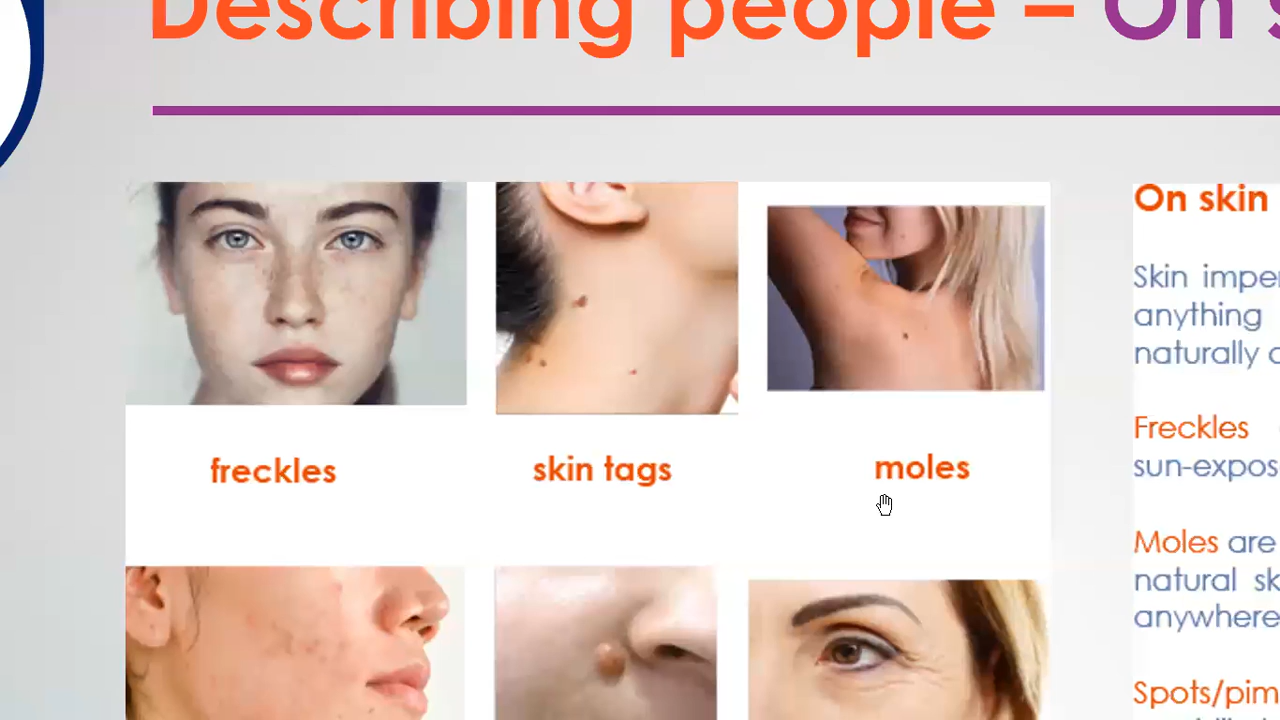 Describing people – On
freckles
skin tags
moles
On skin
Skin
anything
naturally
Freckles
sun-expos
Moles are
natural sk
anywhere
Spots/pim